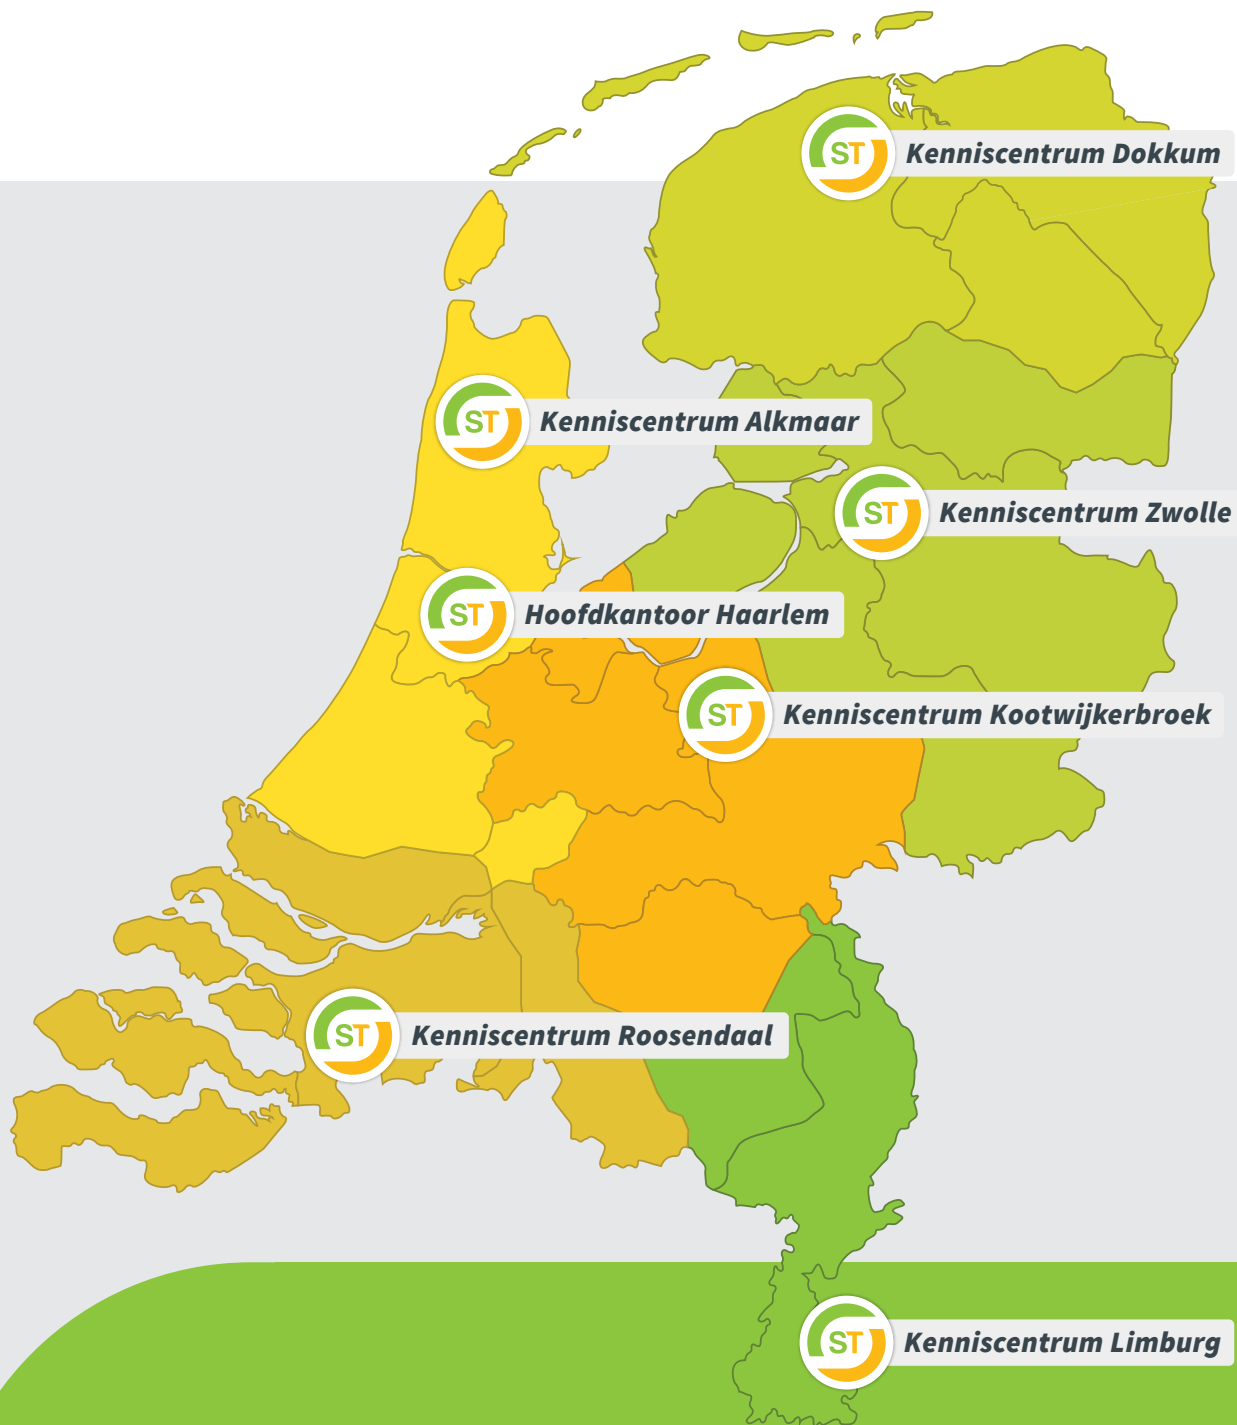 ST Kenniscentrum Dokkum
ST Kenniscentrum Alkmaar
ST Kenniscentrum Zwolle
ST Hoofdkantoor Haarlem
ST Kenniscentrum Kootwijkerbroek
ST Kenniscentrum Roosendaal
ST Kenniscentrum Limburg